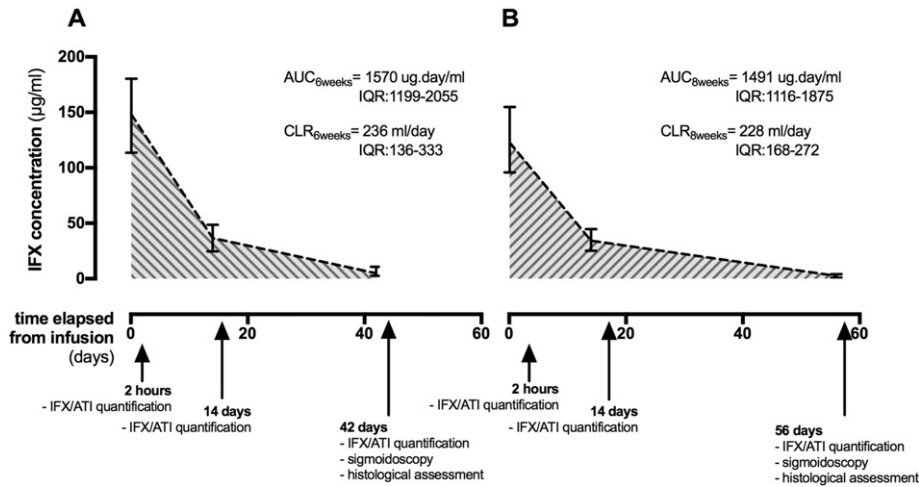 A
B
IFX concentration (µg/ml)
200
150
100
50
0
AUC6weeks= 1570 ug.day/ml
IQR:1199-2055
CLR6weeks= 236 ml/day
IQR:136-333
AUC8weeks= 1491 ug.day/ml
IQR:1116-1875
CLR8weeks= 228 ml/day
IQR:168-272
time elapsed
from infusion
(days)
0 20 40 60
0 20 40 60
2 hours
- IFX/ATI quantification
14 days
- IFX/ATI quantification
42 days
- IFX/ATI quantification
- sigmoidoscopy
- histological assessment
2 hours
- IFX/ATI quantification
14 days
- IFX/ATI quantification
56 days
- IFX/ATI quantification
- sigmoidoscopy
- histological assessment